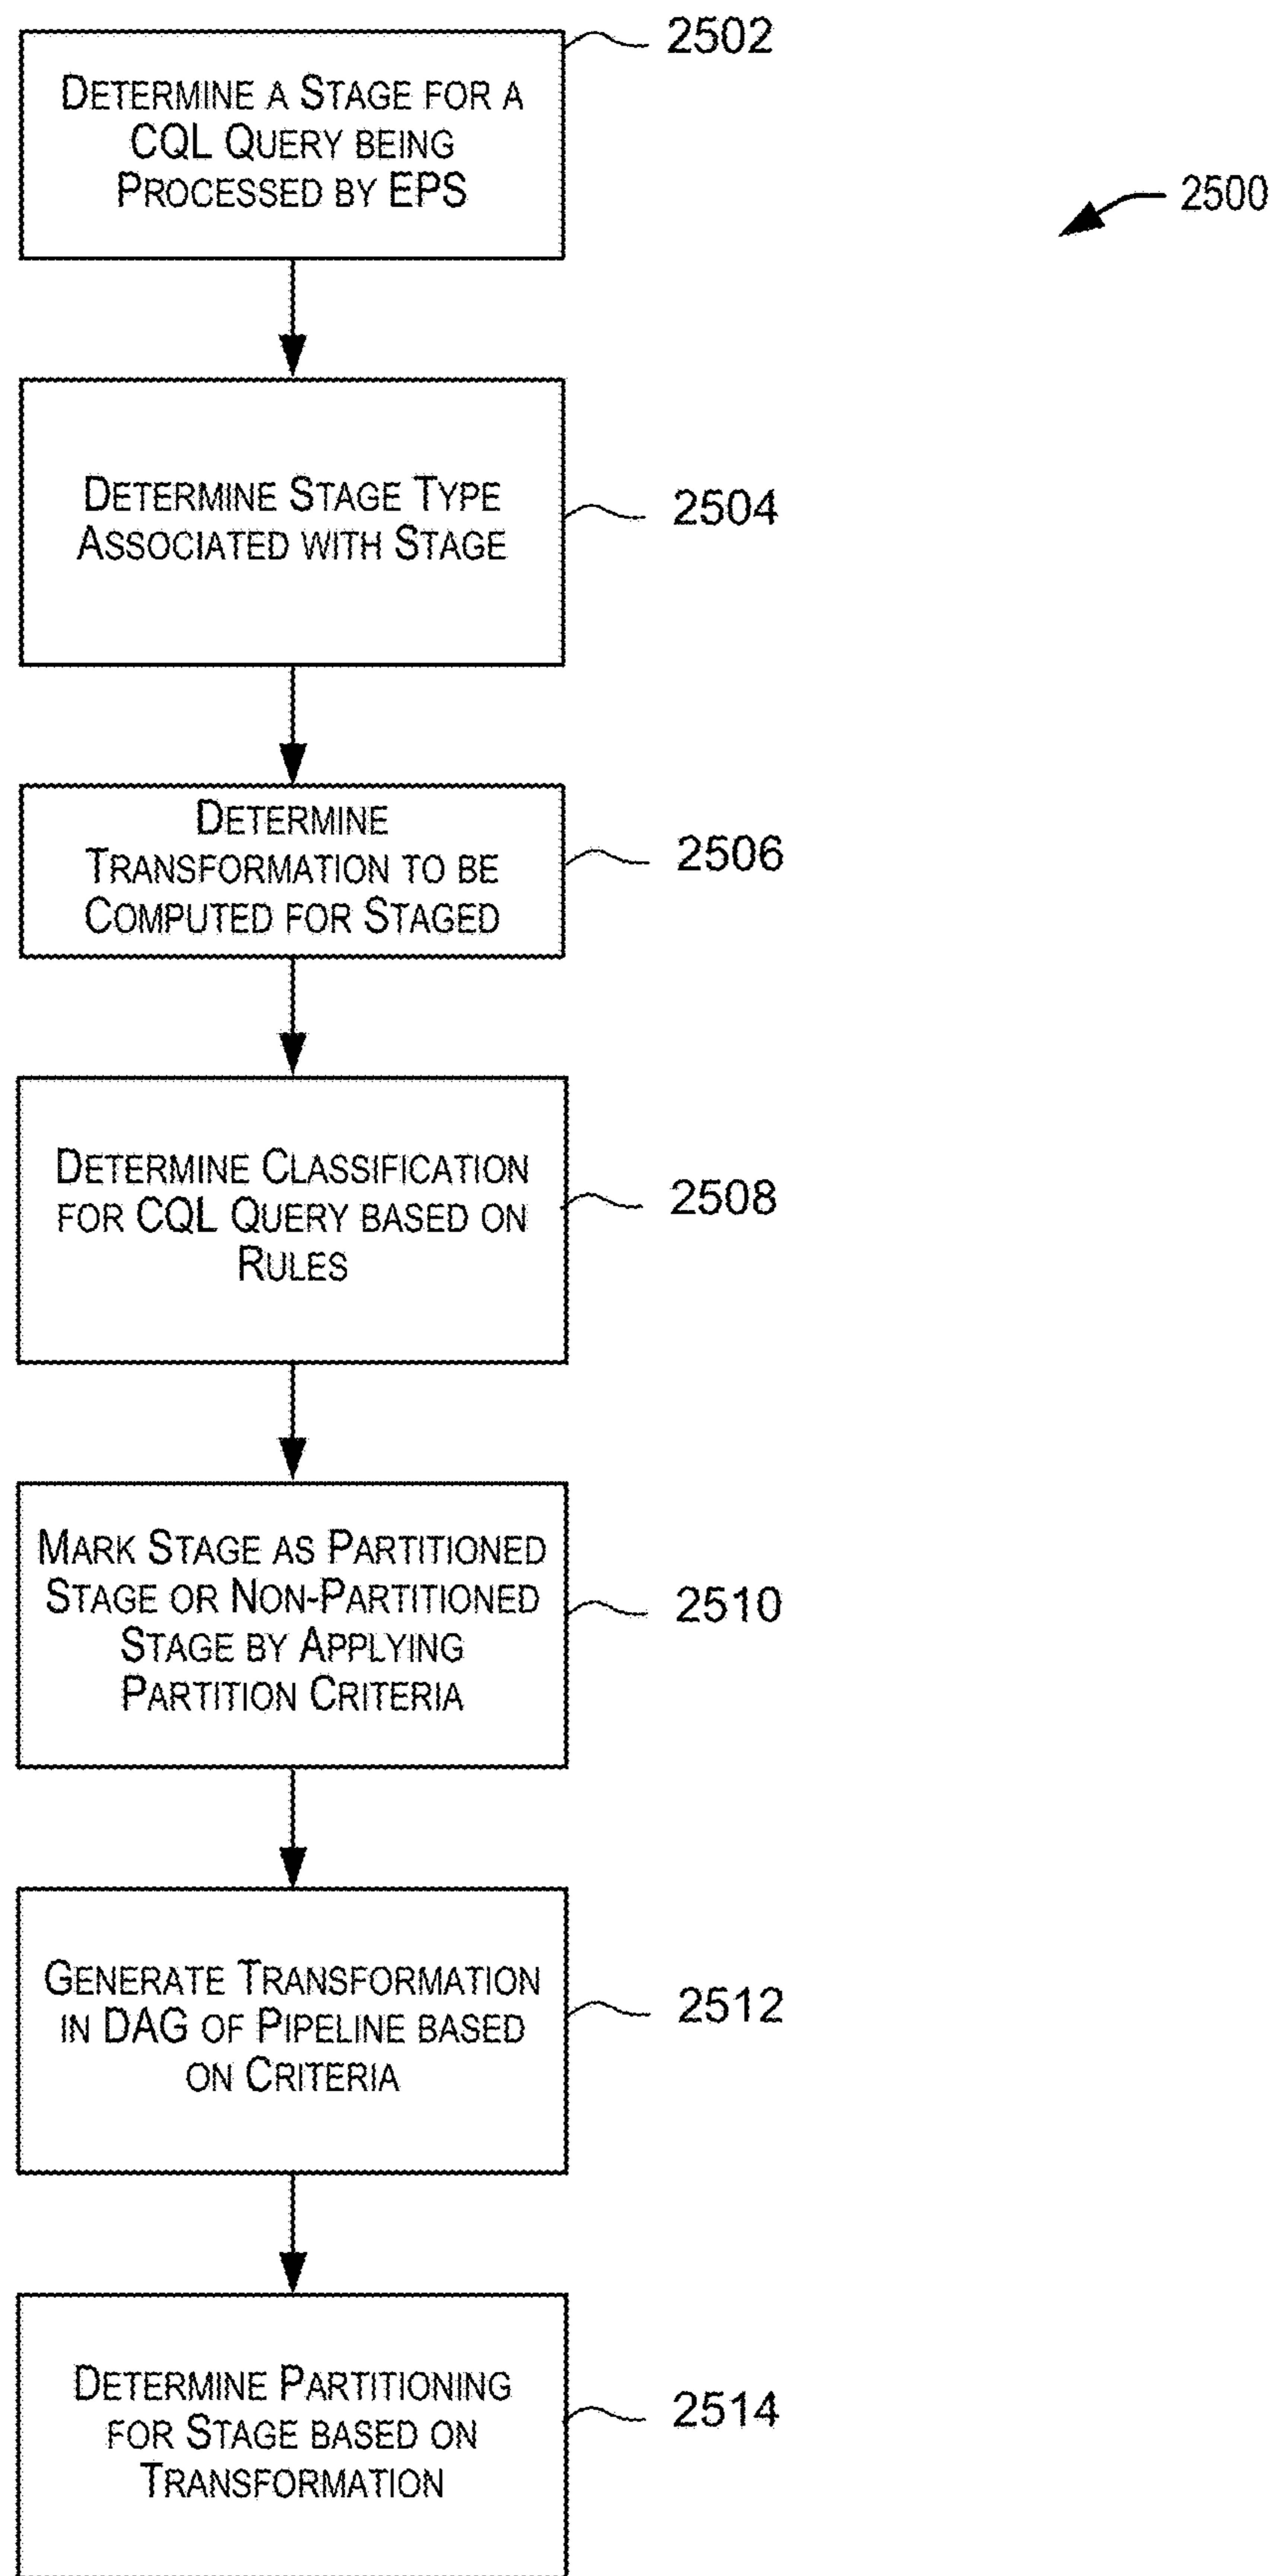 DETERMINE A STAGE FOR A
CQL QUERY BEING
PROCESSED BY EPS
2502
2500
DETERMINE STAGE TYPE
ASSOCIATED WITH STAGE
2504
DETERMINE
TRANSFORMATION TO BE
COMPUTED FOR STAGED
2506
DETERMINE CLASSIFICATION
FOR CQL QUERY BASED ON
RULES
2508
MARK STAGE AS PARTITIONED
STAGE OR NON-PARTITIONED
STAGE BY APPLYING
PARTITION CRITERIA
2510
GENERATE TRANSFORMATION
IN DAG OF PIPELINE BASED
ON CRITERIA
2512
DETERMINE PARTITIONING
FOR STAGE BASED ON
TRANSFORMATION
2514